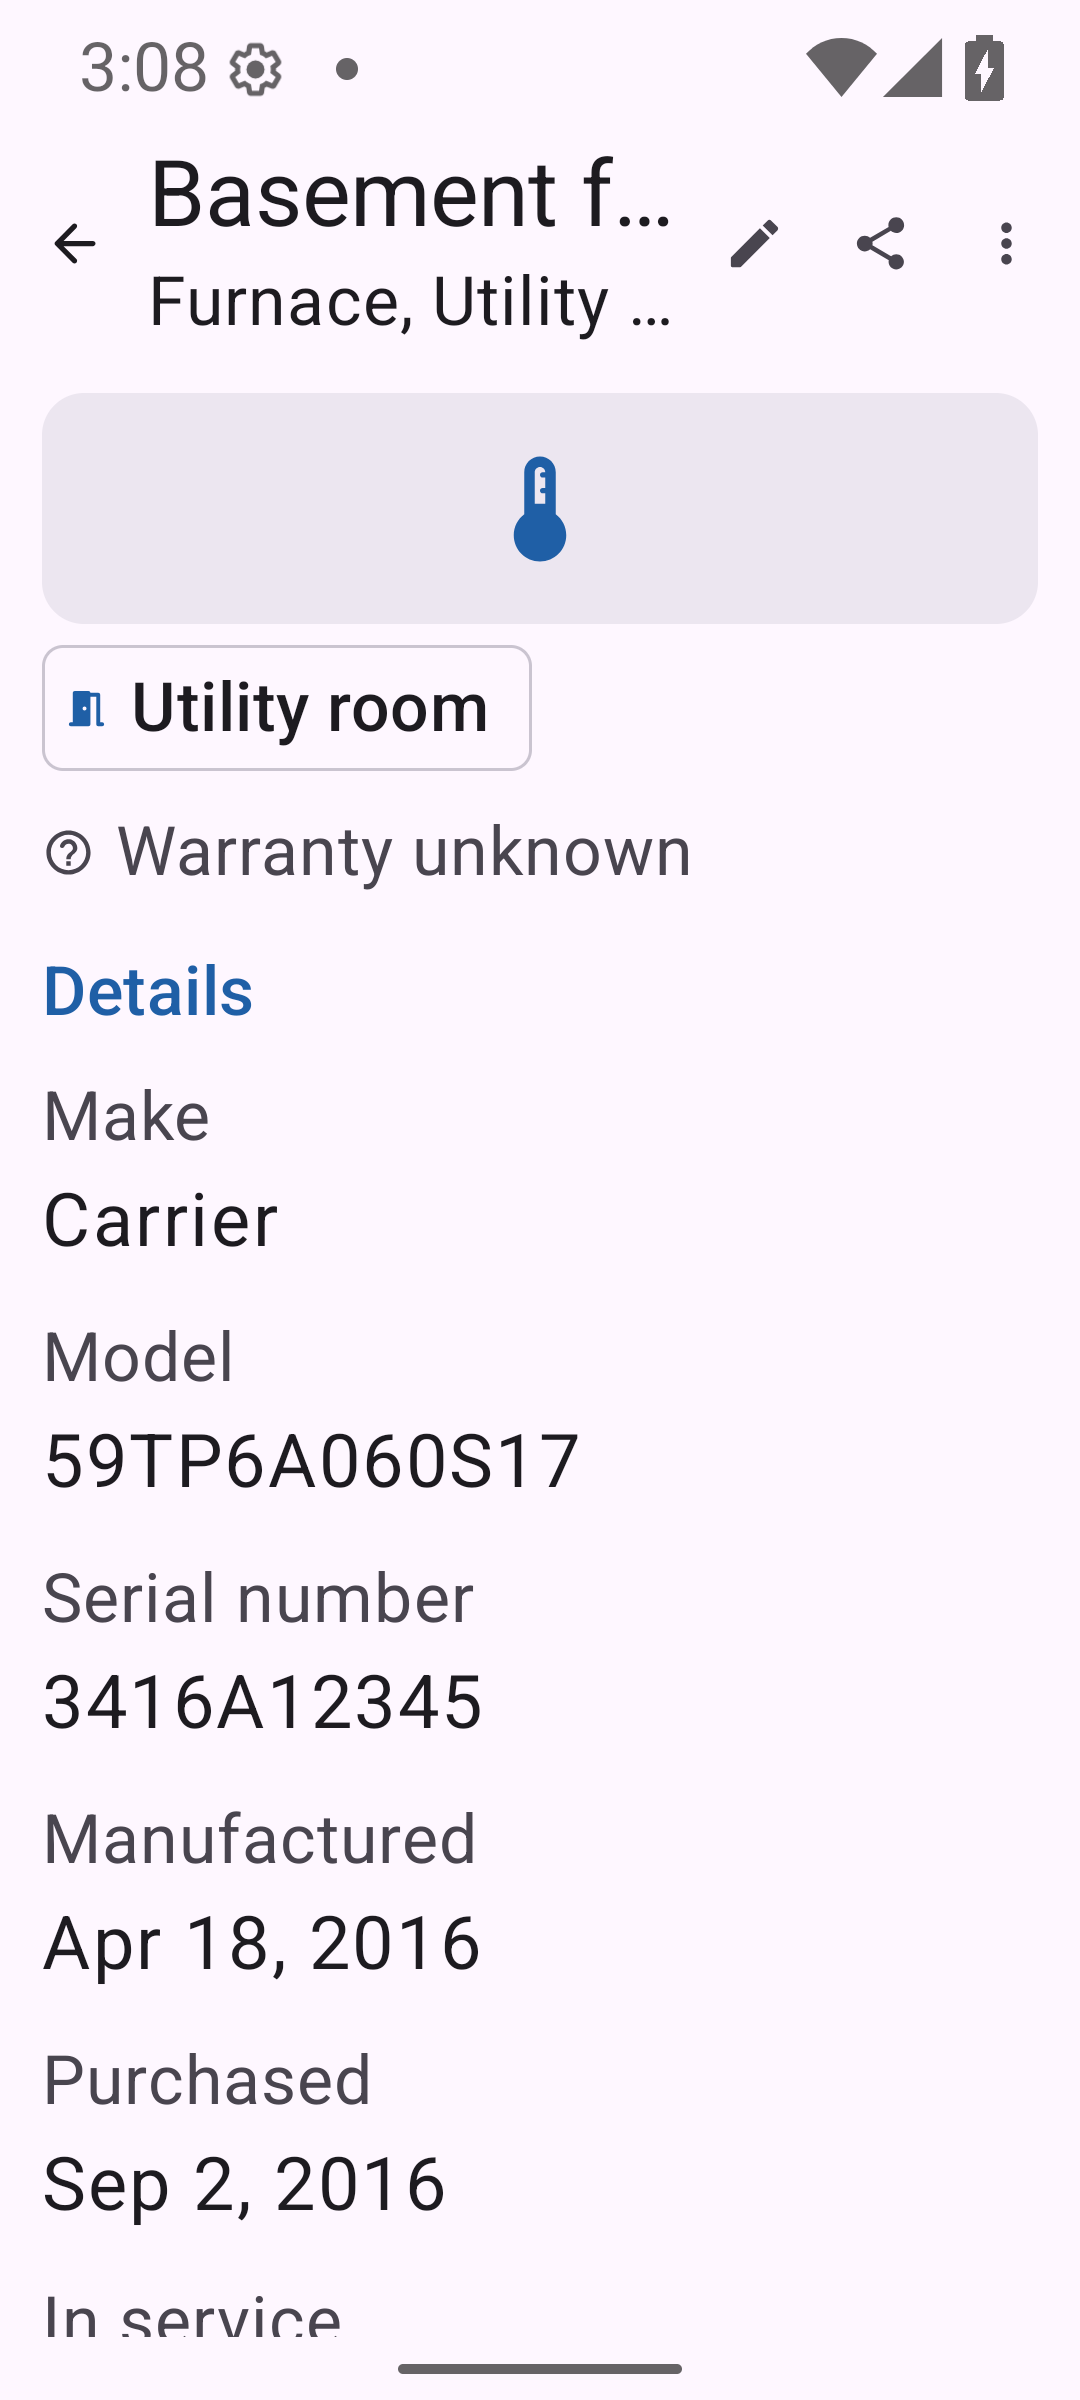 3:08
Basement f…
Furnace, Utility …
Utility room
Warranty unknown
Details
Make
Carrier
Model
59TP6A060S17
Serial number
3416A12345
Manufactured
Apr 18, 2016
Purchased
Sep 2, 2016
In service